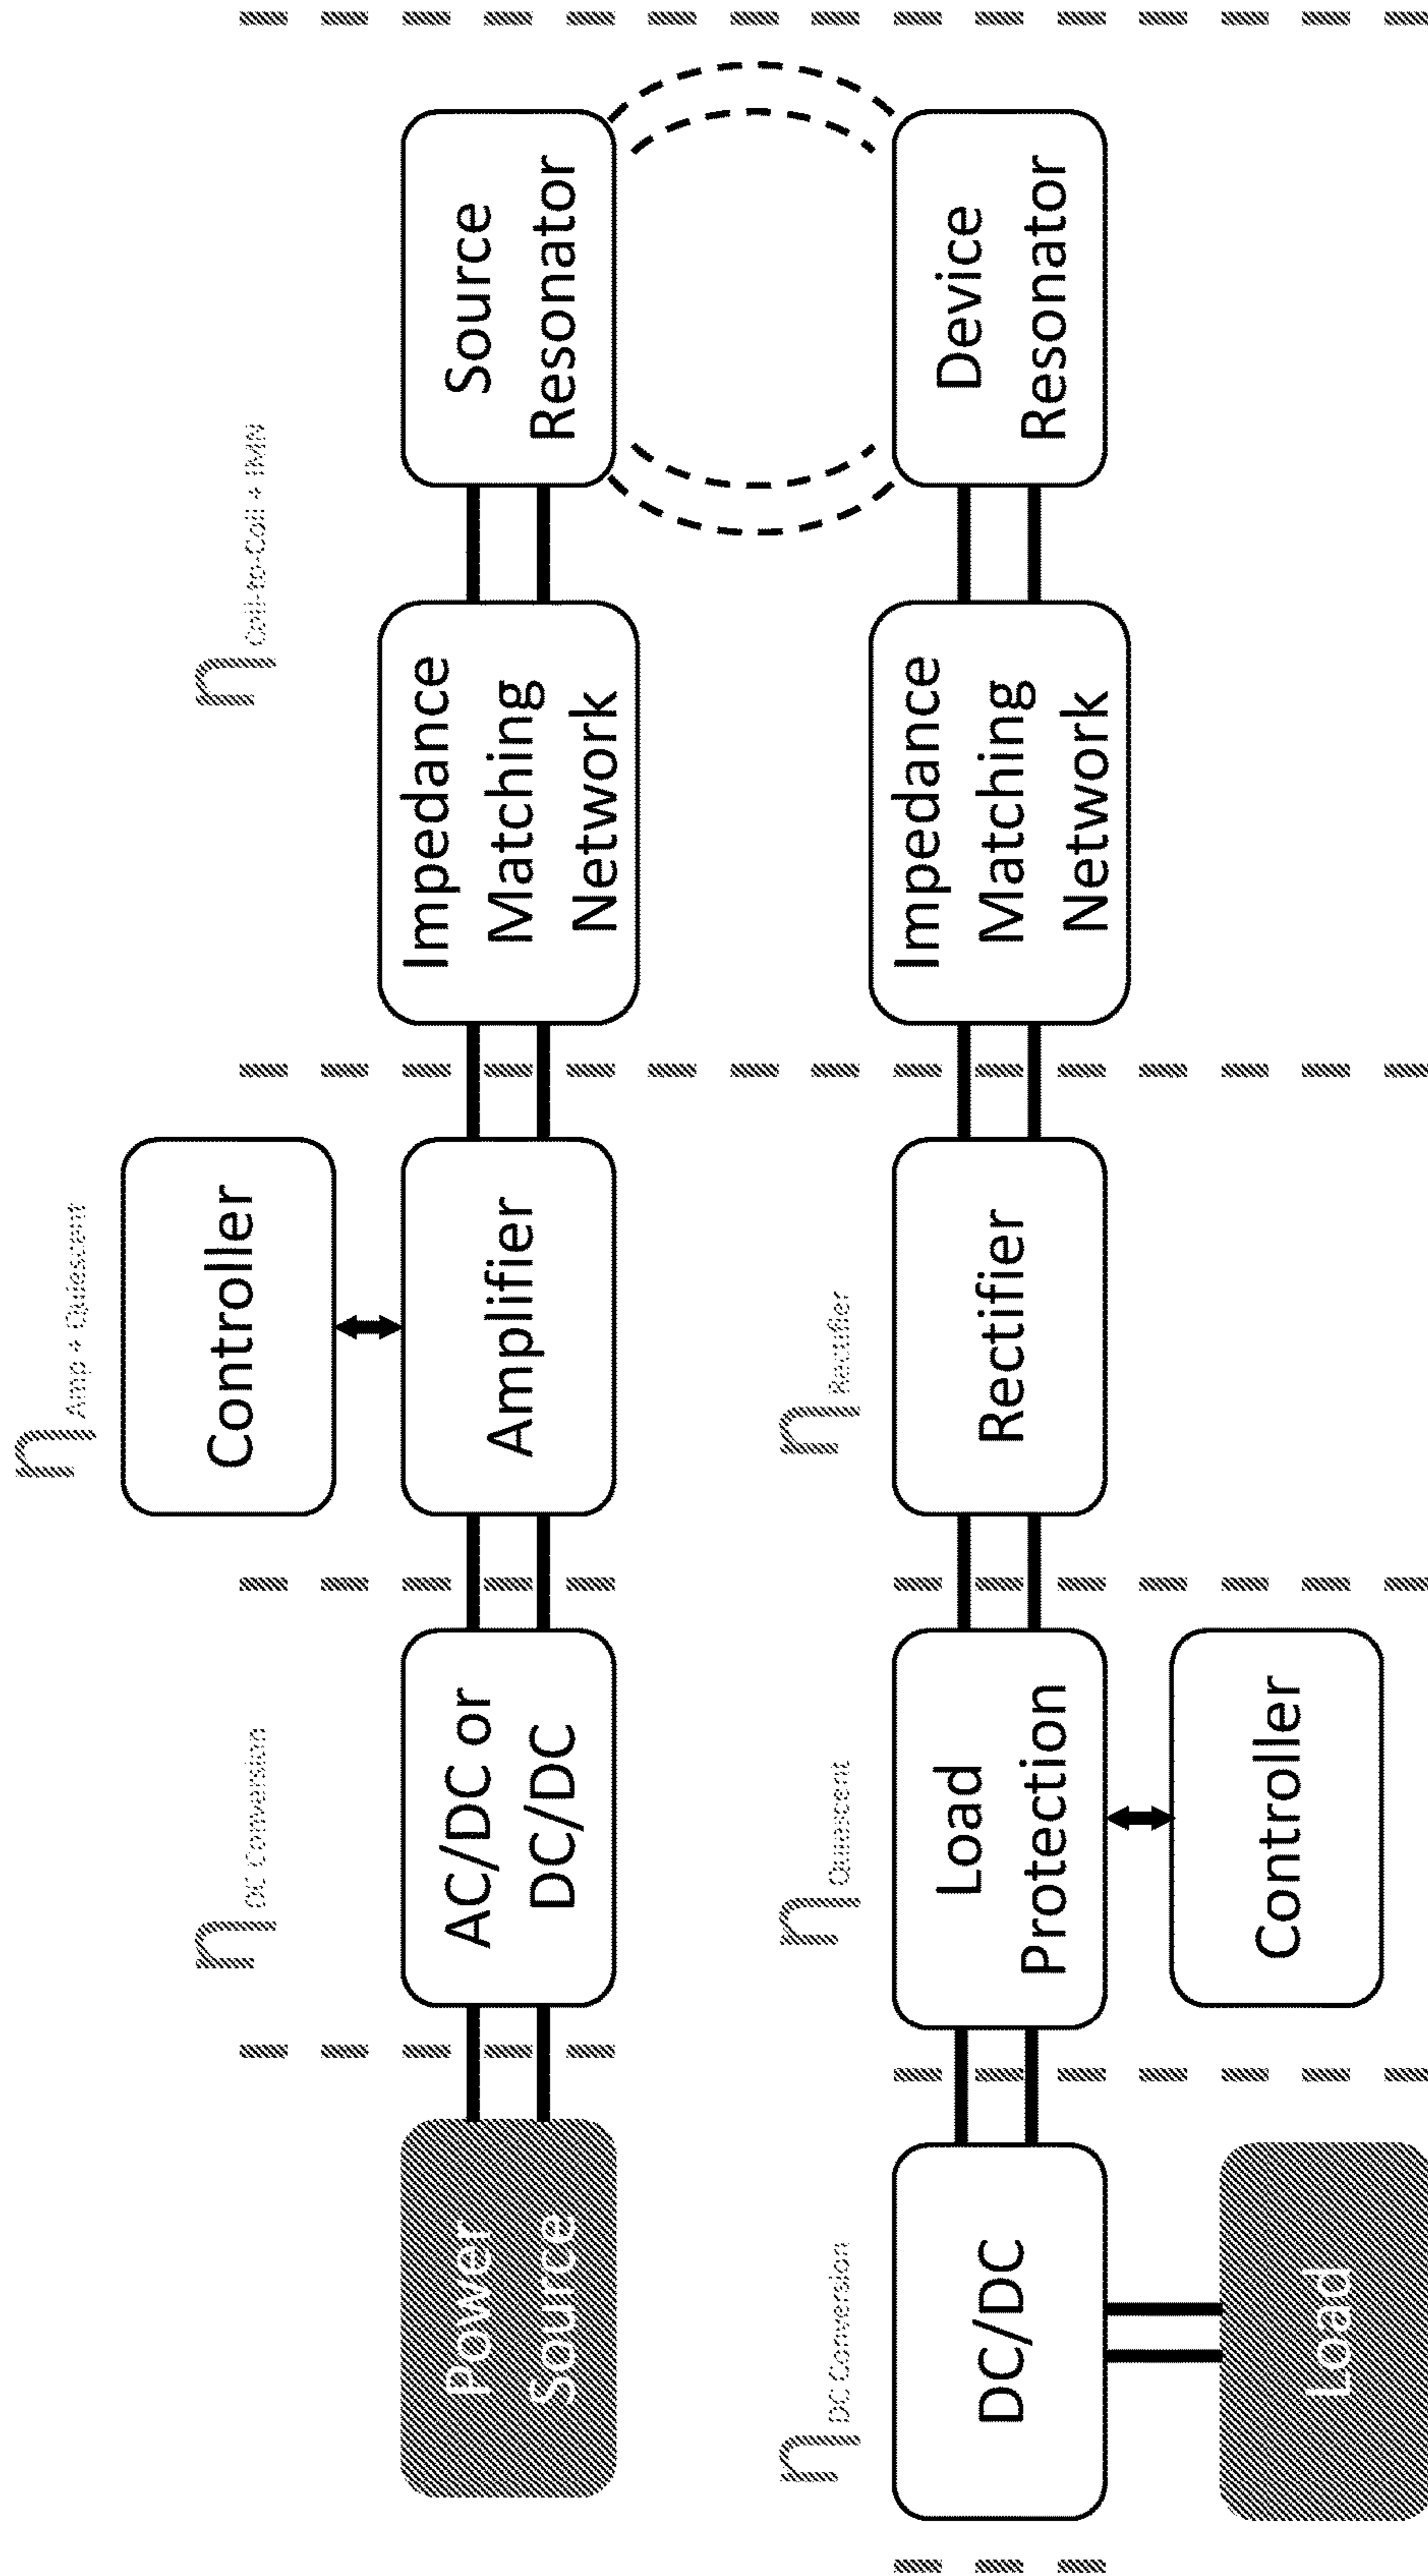 η Amp + Quiescent
Controller
η DC Conversion
η Coil-to-Coil + IMN
Power
Source
AC/DC or
DC/DC
Amplifier
Impedance
Matching
Network
Source
Resonator
η DC Conversion
η Quiescent
η Rectifier
DC/DC
Load
Protection
Rectifier
Impedance
Matching
Network
Device
Resonator
Load
Controller